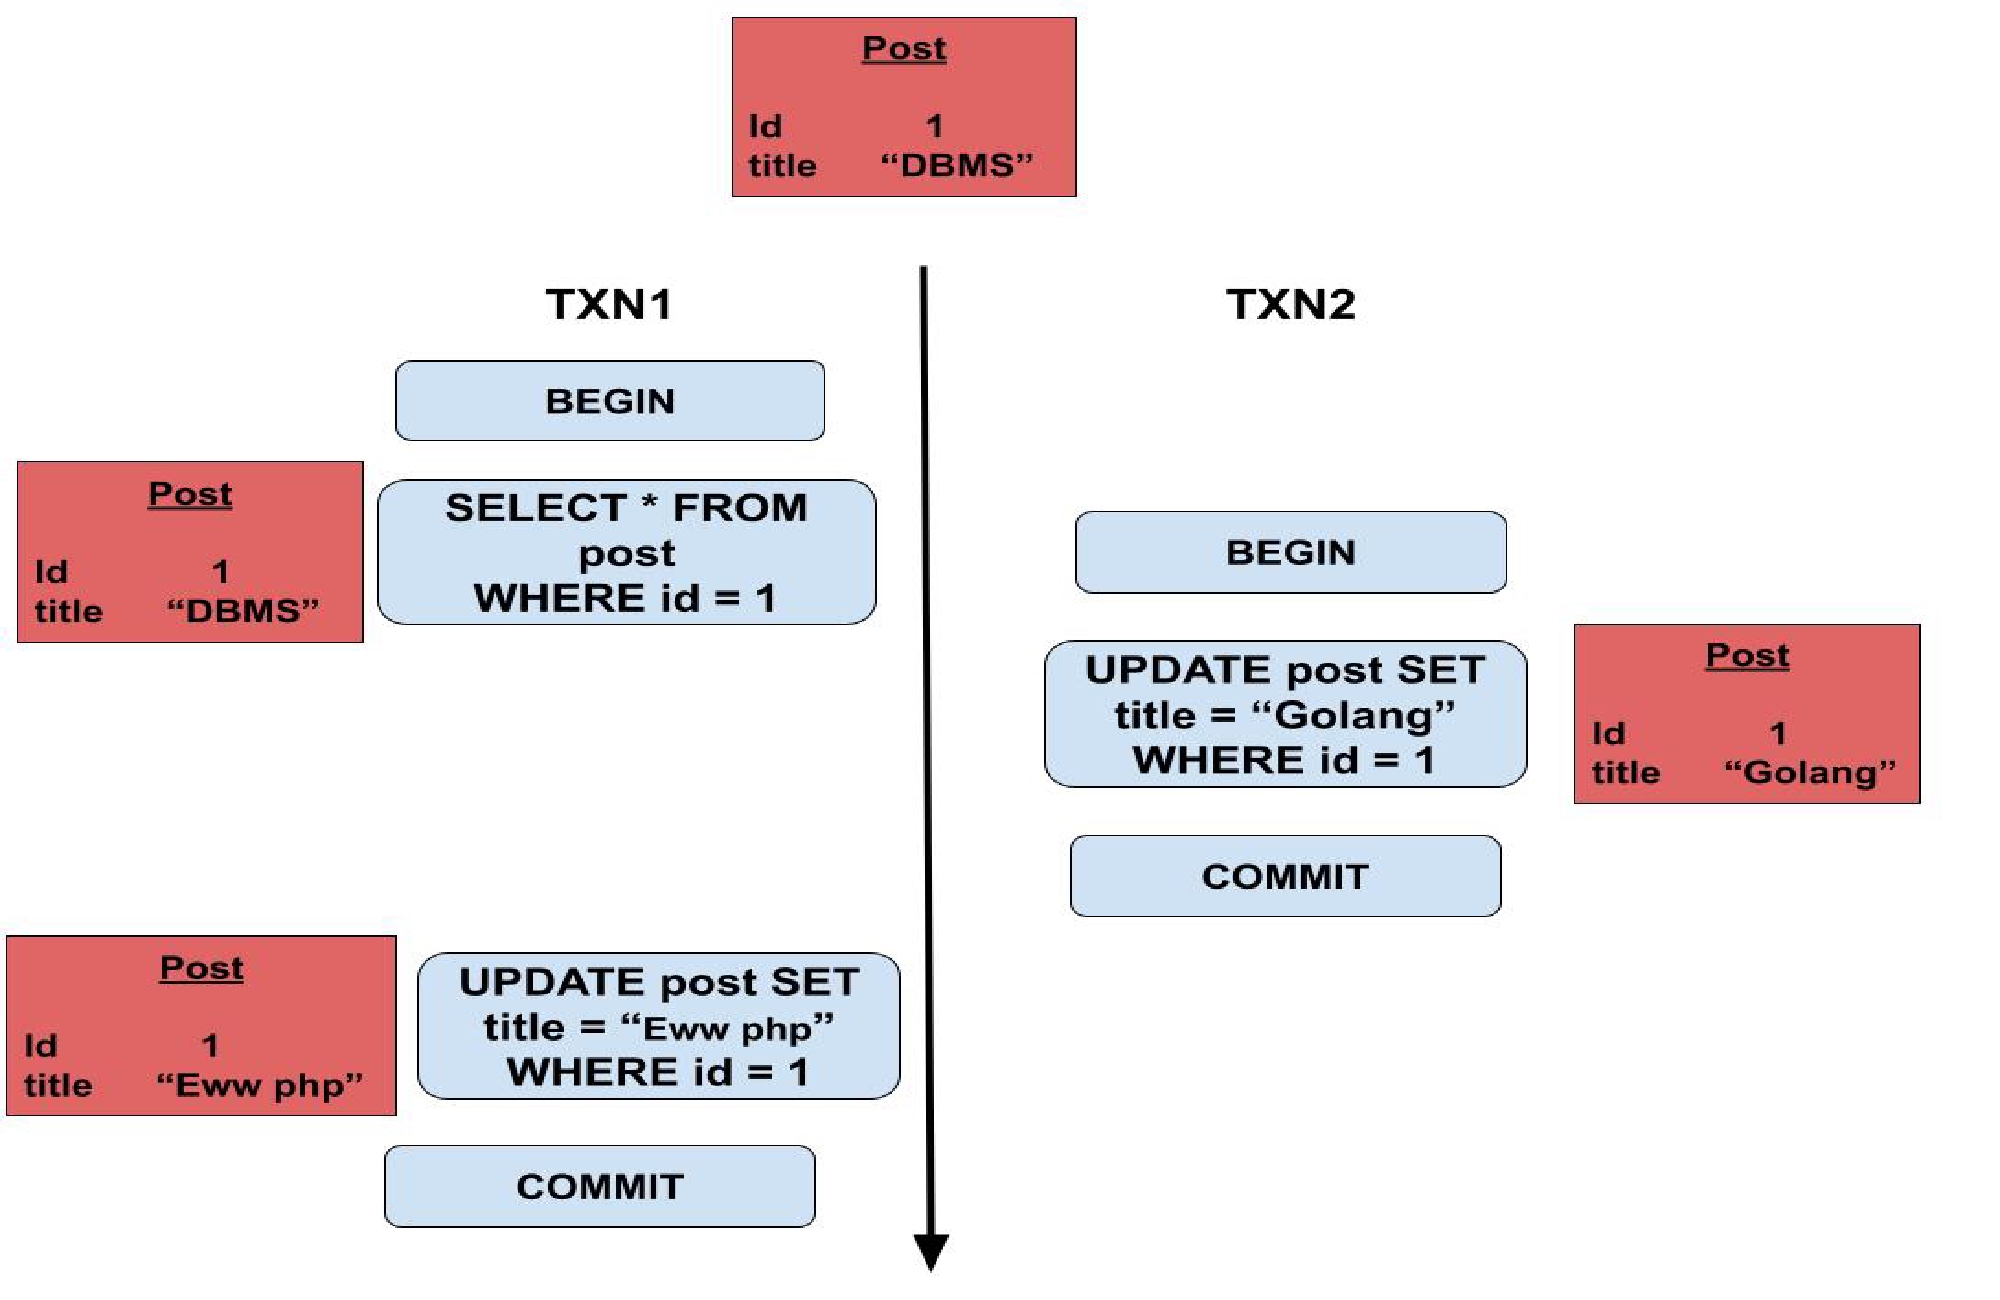 Post
Id 1
title “DBMS”
TXN1
TXN2
BEGIN
Post
Id 1
title “DBMS”
SELECT * FROM
post
WHERE id = 1
BEGIN
UPDATE post SET
title = “Golang”
WHERE id = 1
Post
Id 1
title “Golang”
COMMIT
Post
Id 1
title “Eww php”
UPDATE post SET
title = “Eww php”
WHERE id = 1
COMMIT